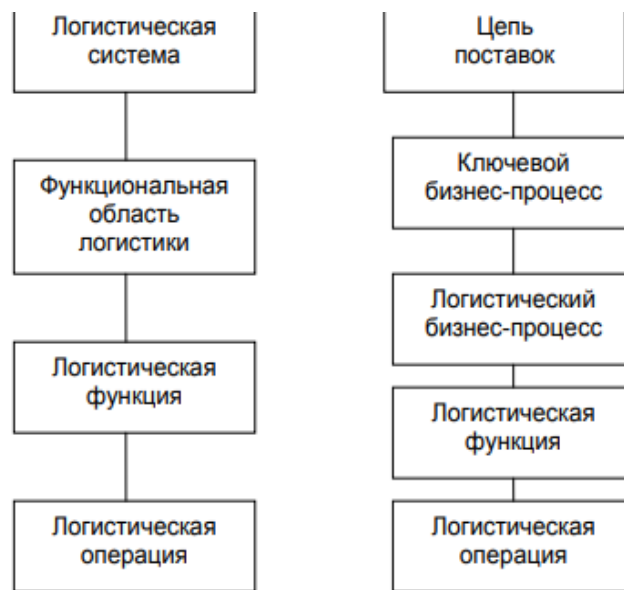 Логистическая
система
Функциональная
область
логистики
Логистическая
функция
Логистическая
операция
Цепь
поставок
Ключевой
бизнес-процесс
Логистический
бизнес-процесс
Логистическая
функция
Логистическая
операция